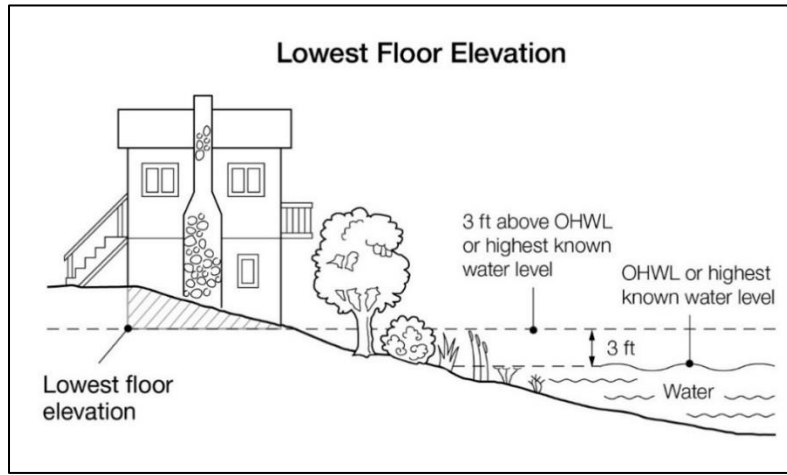 Lowest Floor Elevation
3 ft above OHWL
or highest known
water level
OHWL or highest
known water level
3 ft
Water
Lowest floor
elevation